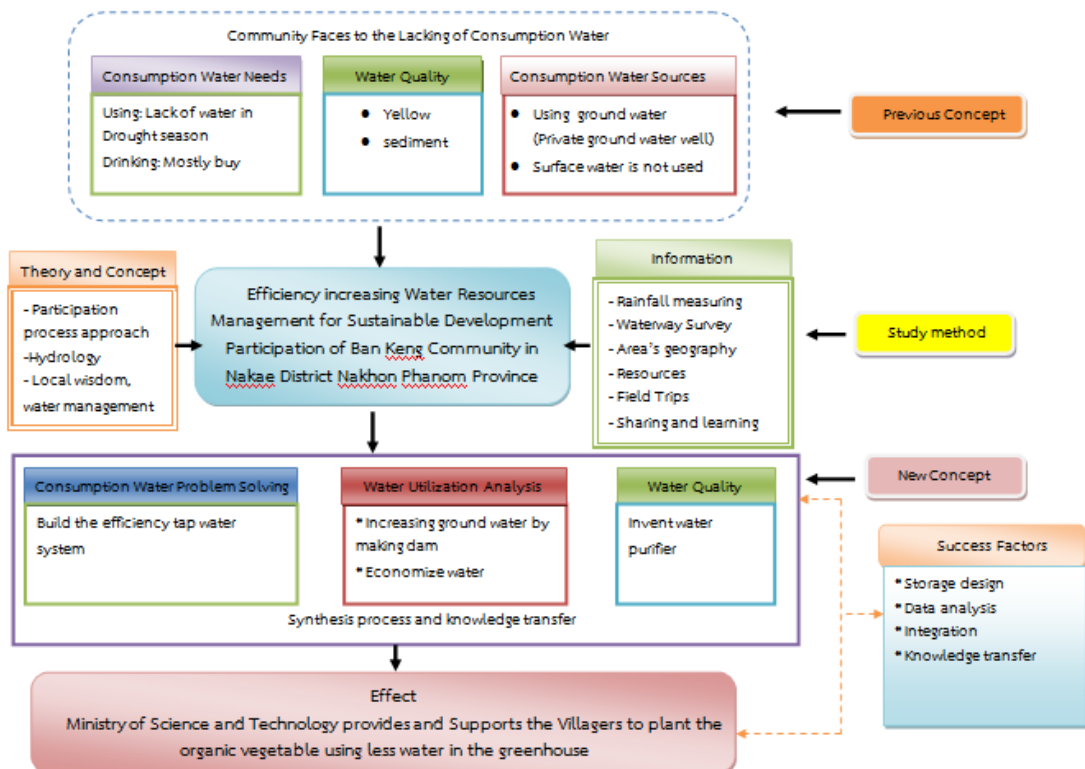 Community Faces to the Lacking of Consumption Water
Consumption Water Needs
Using: Lack of water in
Drought season
Drinking: Mostly buy
Water Quality
● Yellow
● sediment
Consumption Water Sources
● Using ground water
(Private ground water well)
● Surface water is not used
Previous Concept
Theory and Concept
- Participation
process approach
-Hydrology
- Local wisdom,
water management
Efficiency increasing Water Resources
Management for Sustainable Development
Participation of Ban Keng Community in
Nakae District Nakhon Phanom Province
Information
- Rainfall measuring
- Waterway Survey
- Area's geography
- Resources
- Field Trips
- Sharing and learning
Study method
Consumption Water Problem Solving
Build the efficiency tap water
system
Water Utilization Analysis
* Increasing ground water by
making dam
* Economize water
Water Quality
Invent water
purifier
Synthesis process and knowledge transfer
New Concept
Success Factors
* Storage design
* Data analysis
* Integration
* Knowledge transfer
Effect
Ministry of Science and Technology provides and Supports the Villagers to plant the
organic vegetable using less water in the greenhouse